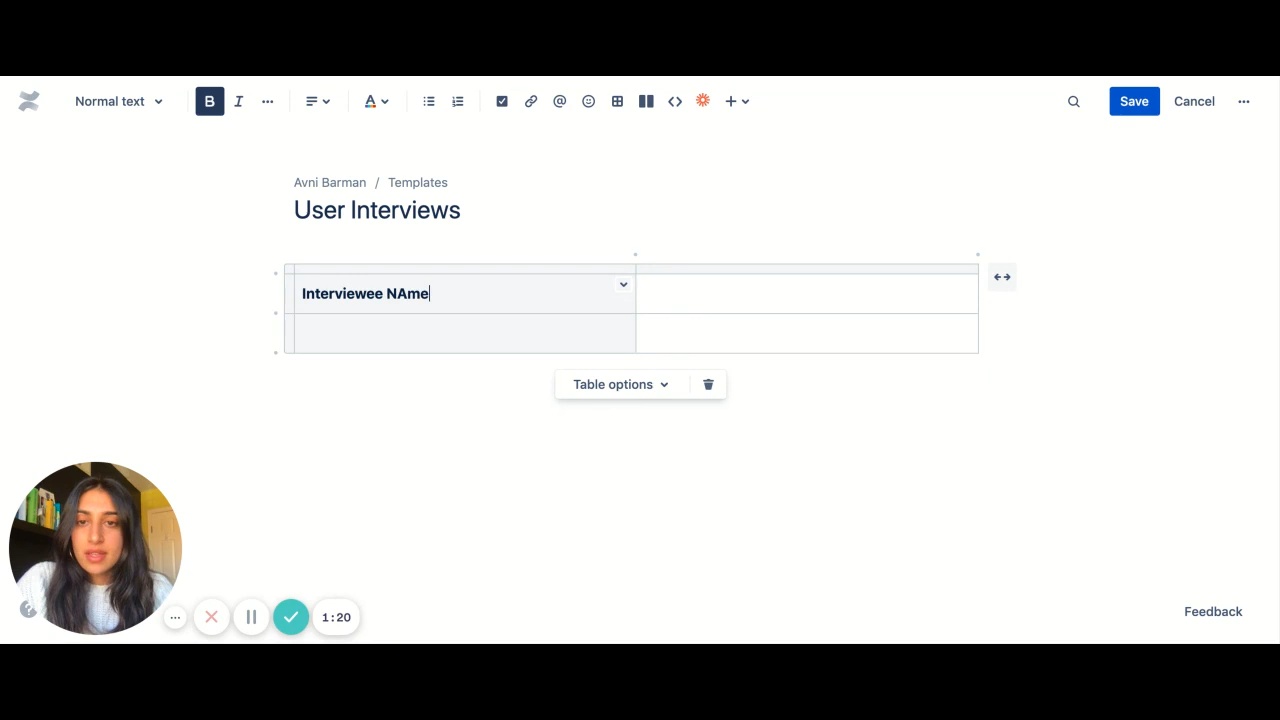 Normal text
B
I
Save
Cancel
Avni Barman / Templates
User Interviews
Interviewee NAme
Table options
1:20
Feedback